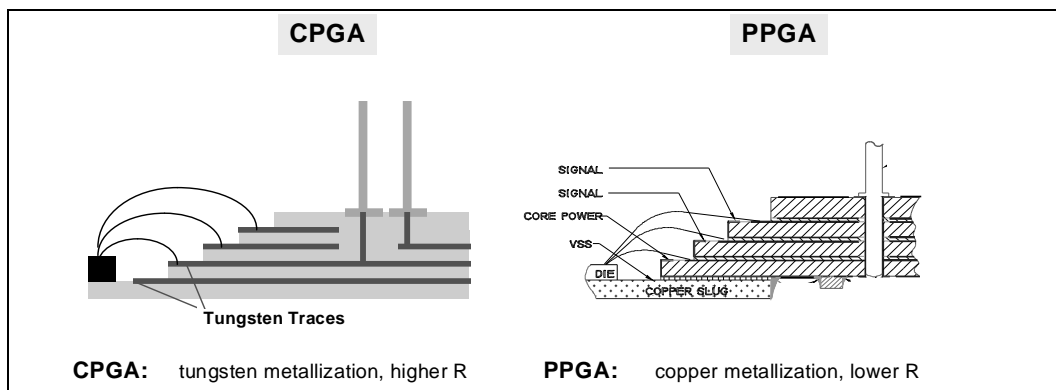 CPGA
PPGA
SIGNAL
SIGNAL
CORE POWER
VSS
DIE
COPPER SLUG
Tungsten Traces
CPGA: tungsten metallization, higher R
PPGA: copper metallization, lower R